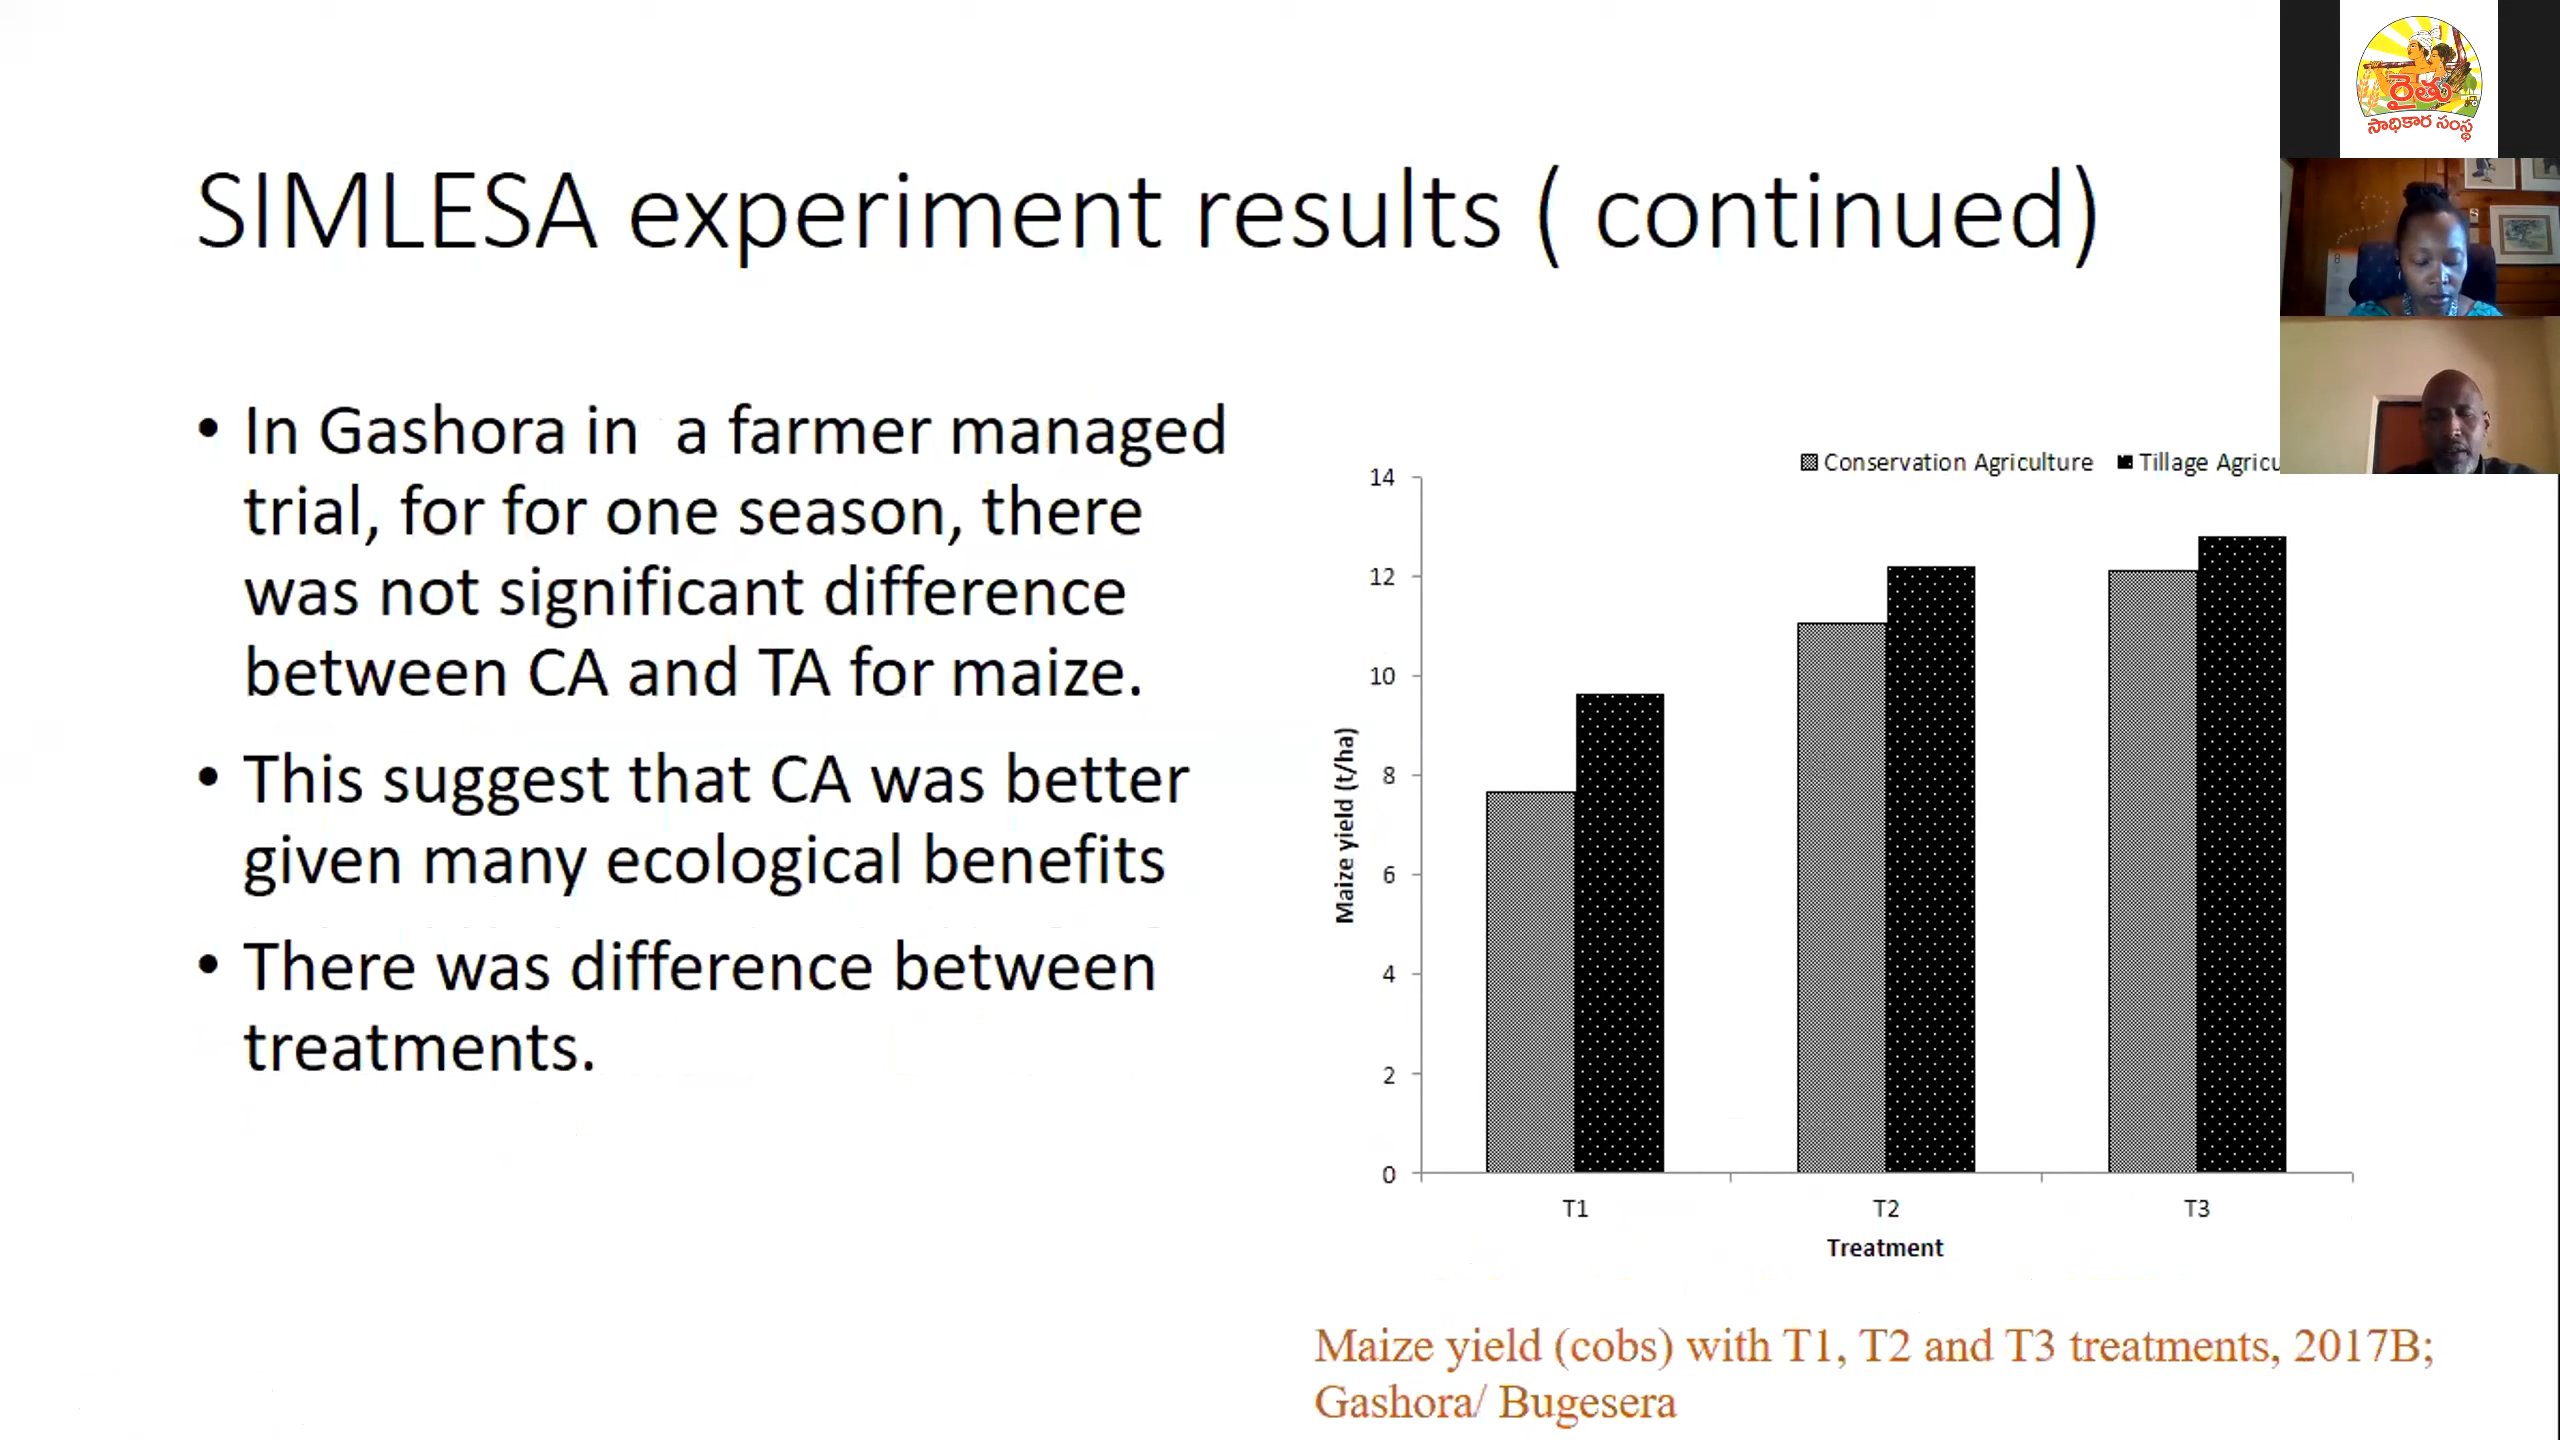 SIMLESA experiment results ( continued)
• In Gashora in a farmer managed
trial, for for one season, there
was not significant difference
between CA and TA for maize.
• This suggest that CA was better
given many ecological benefits
• There was difference between
treatments.
Conservation Agriculture Tillage Agricu
14
12
10
8
6
4
2
0
Maize yield (t/ha)
T1 T2 T3
Treatment
Maize yield (cobs) with T1, T2 and T3 treatments, 2017B;
Gashora/ Bugesera
రైతు
సాధికార సంస్థ